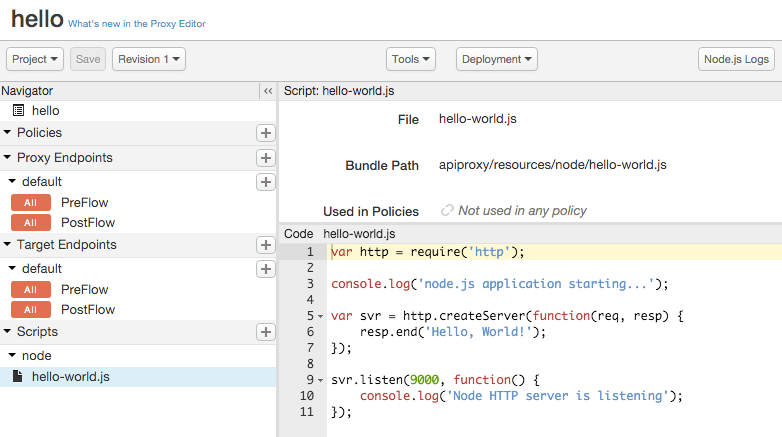 hello What's new in the Proxy Editor
Project Save Revision 1 Tools Deployment Node.js Logs
Navigator
hello
Policies
Proxy Endpoints
default
All PreFlow
All PostFlow
Target Endpoints
default
All PreFlow
All PostFlow
Scripts
node
hello-world.js
Script: hello-world.js
File hello-world.js
Bundle Path apiproxy/resources/node/hello-world.js
Used in Policies Not used in any policy
Code hello-world.js
1 var http = require('http');
2
3 console.log('node.js application starting...');
4
5 var svr = http.createServer(function(req, resp) {
6 resp.end('Hello, World!');
7 });
8
9 svr.listen(9000, function() {
10 console.log('Node HTTP server is listening');
11 });